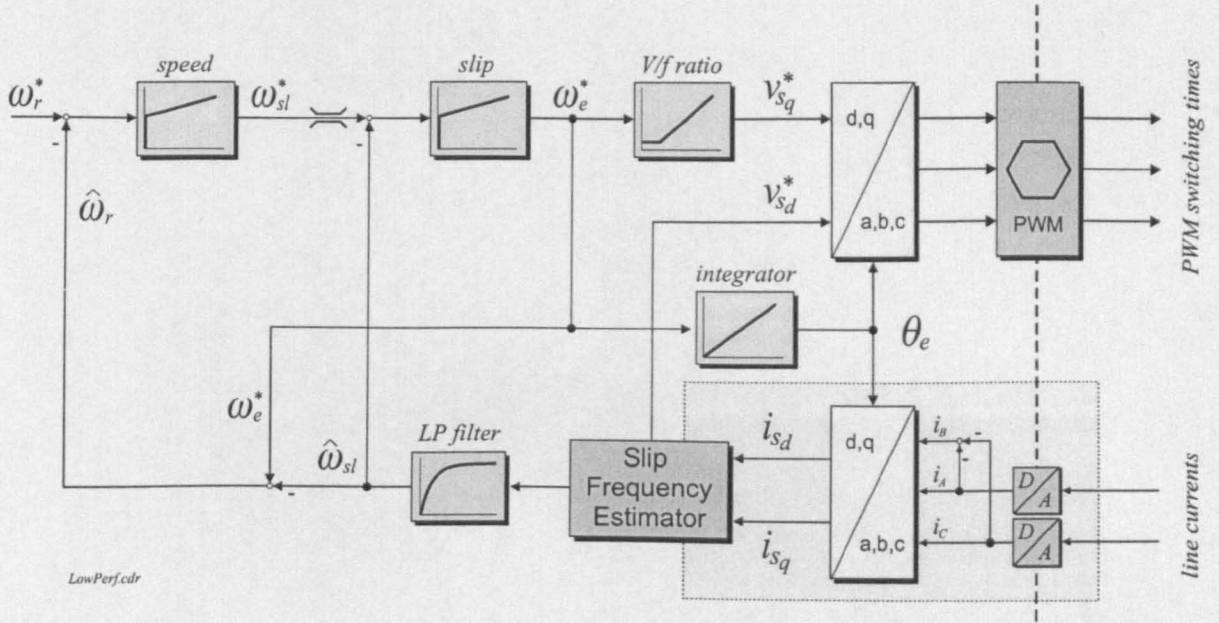 speed
slip
V/f ratio
ω_r^*
ω_sl^*
ω_e^*
v_sq^*
d,q
a,b,c
PWM
PWM switching times
-
-
ω̂_r
v_sd^*
integrator
θ_e
ω_e^*
LP filter
ω̂_sl
-
Slip
Frequency
Estimator
i_sd
i_sq
d,q
a,b,c
i_B
-
-
i_A
D/A
i_C
D/A
line currents
LowPerf.cdr